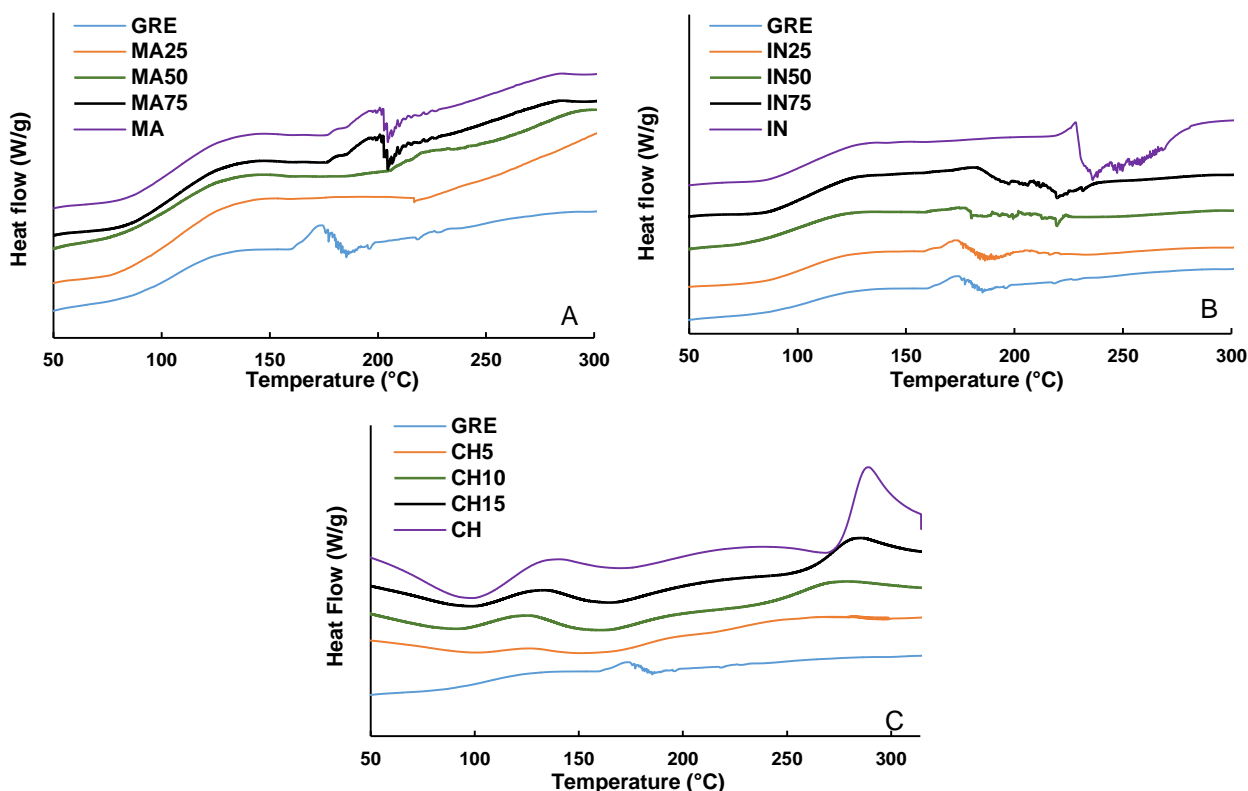 GRE
MA25
MA50
MA75
MA
Heat flow (W/g)
A
50 100 150 200 250 300
Temperature (°C)
GRE
IN25
IN50
IN75
IN
Heat flow (W/g)
B
50 100 150 200 250 300
Temperature (°C)
GRE
CH5
CH10
CH15
CH
Heat Flow (W/g)
C
50 100 150 200 250 300
Temperature (°C)